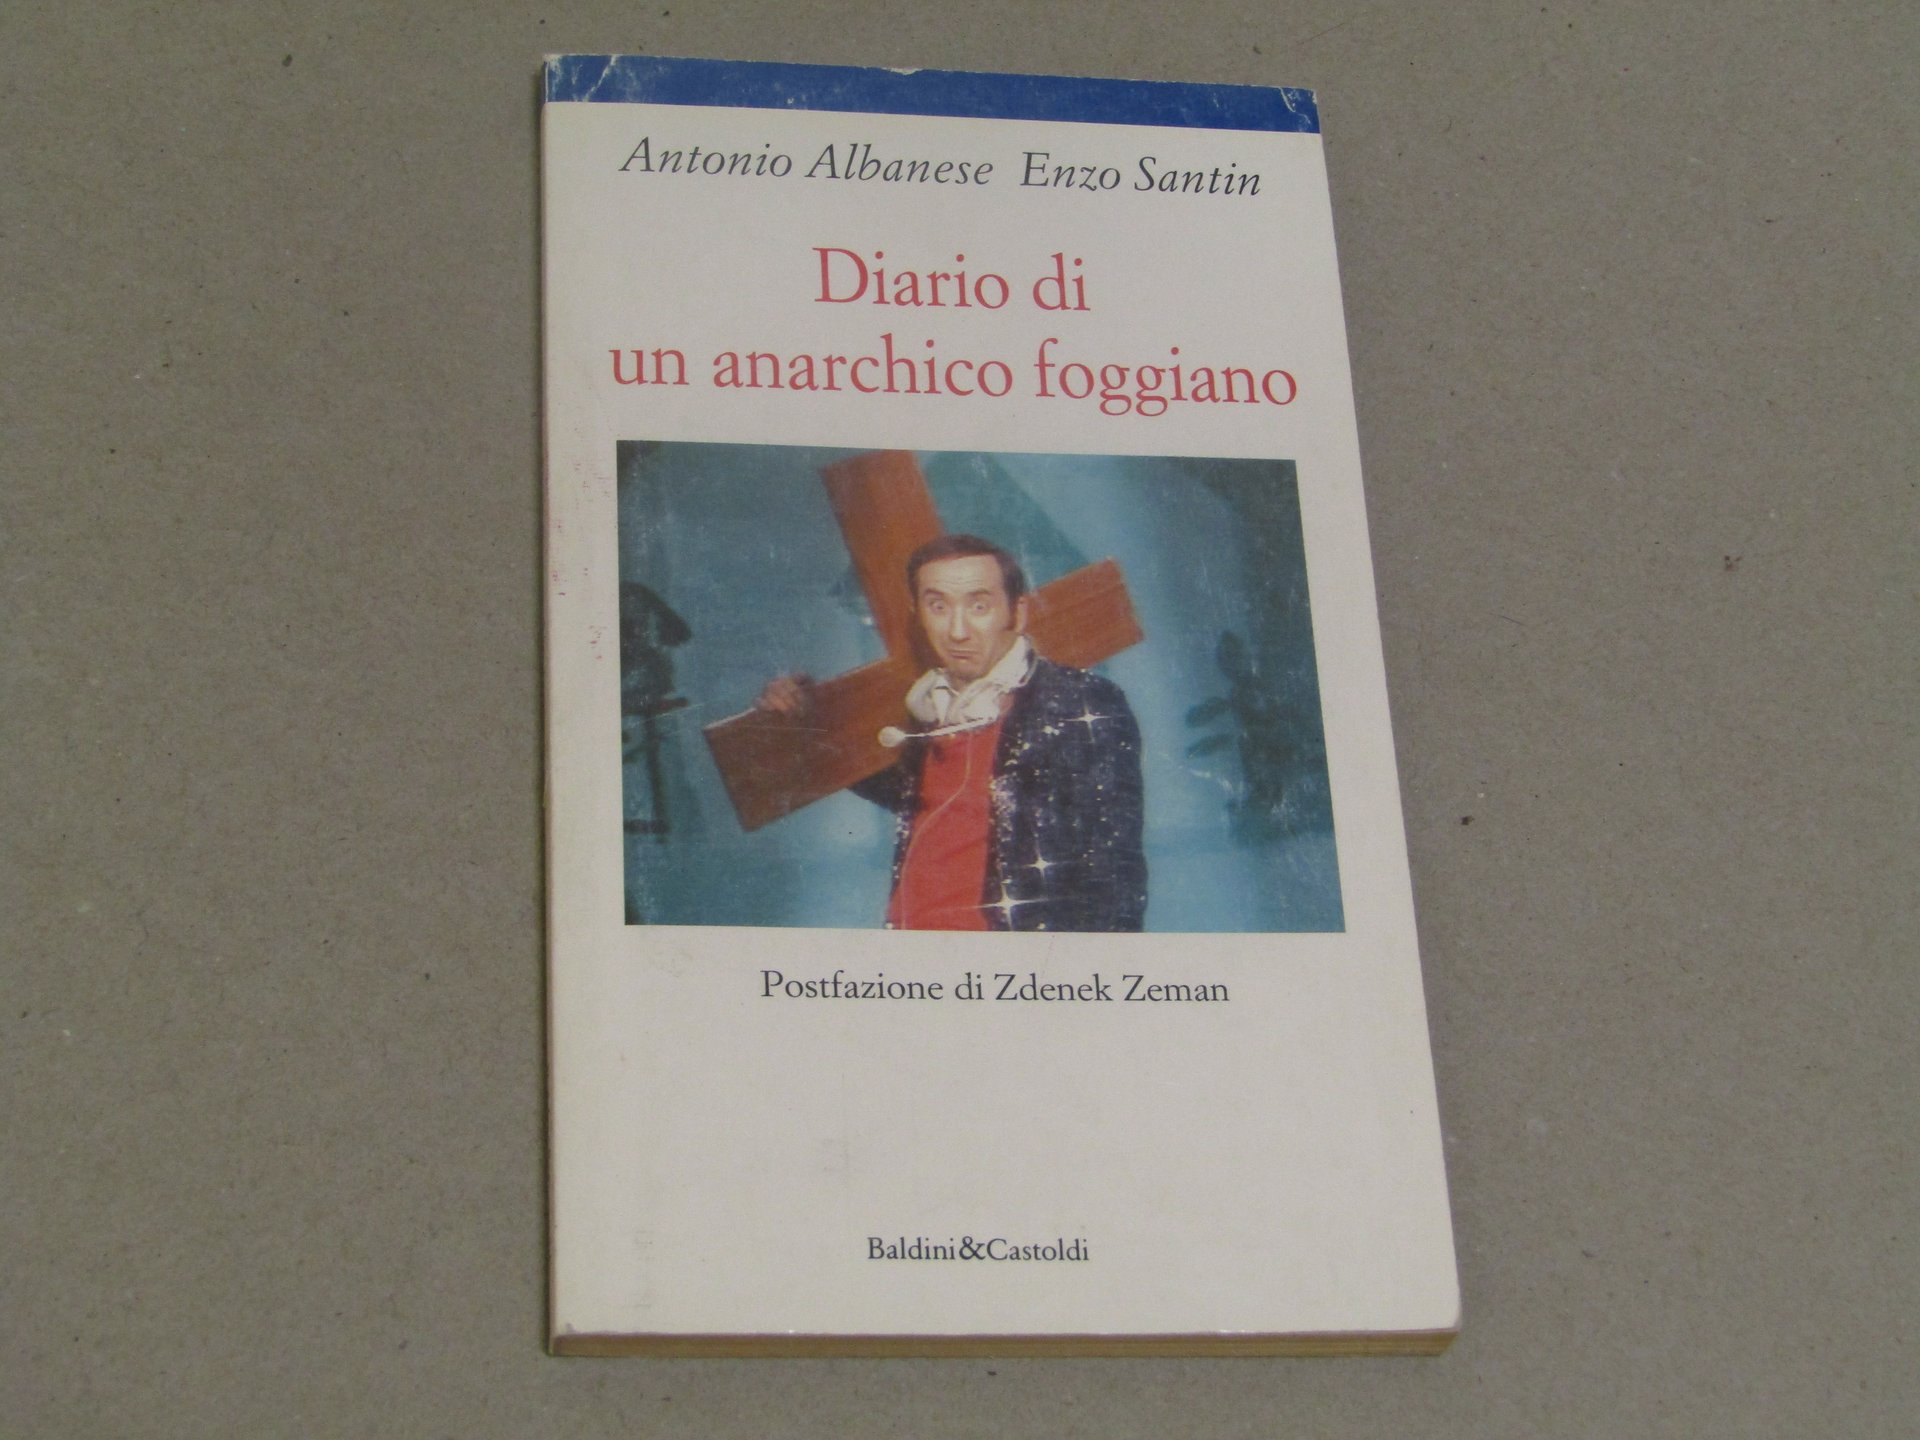 Antonio Albanese Enzo Santin
Diario di
un anarchico foggiano
Postfazione di Zdenek Zeman
Baldini&Castoldi